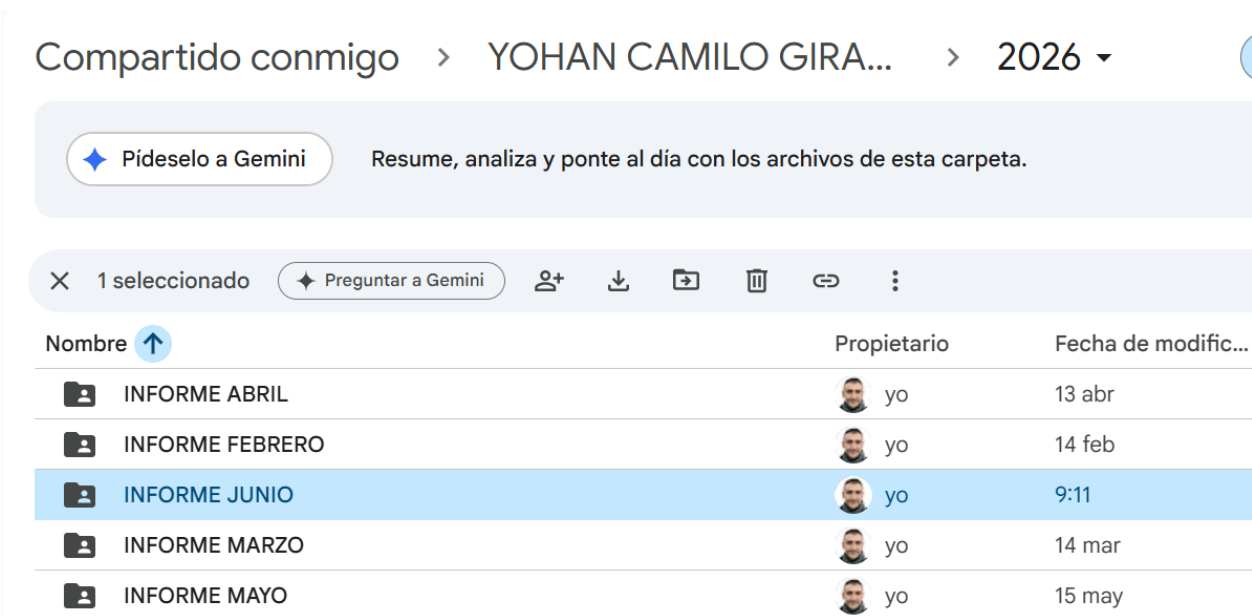 Compartido conmigo > YOHAN CAMILO GIRA... > 2026
Pídeselo a Gemini Resume, analiza y ponte al día con los archivos de esta carpeta.
1 seleccionado Preguntar a Gemini
Nombre Propietario Fecha de modific...
INFORME ABRIL yo 13 abr
INFORME FEBRERO yo 14 feb
INFORME JUNIO yo 9:11
INFORME MARZO yo 14 mar
INFORME MAYO yo 15 may